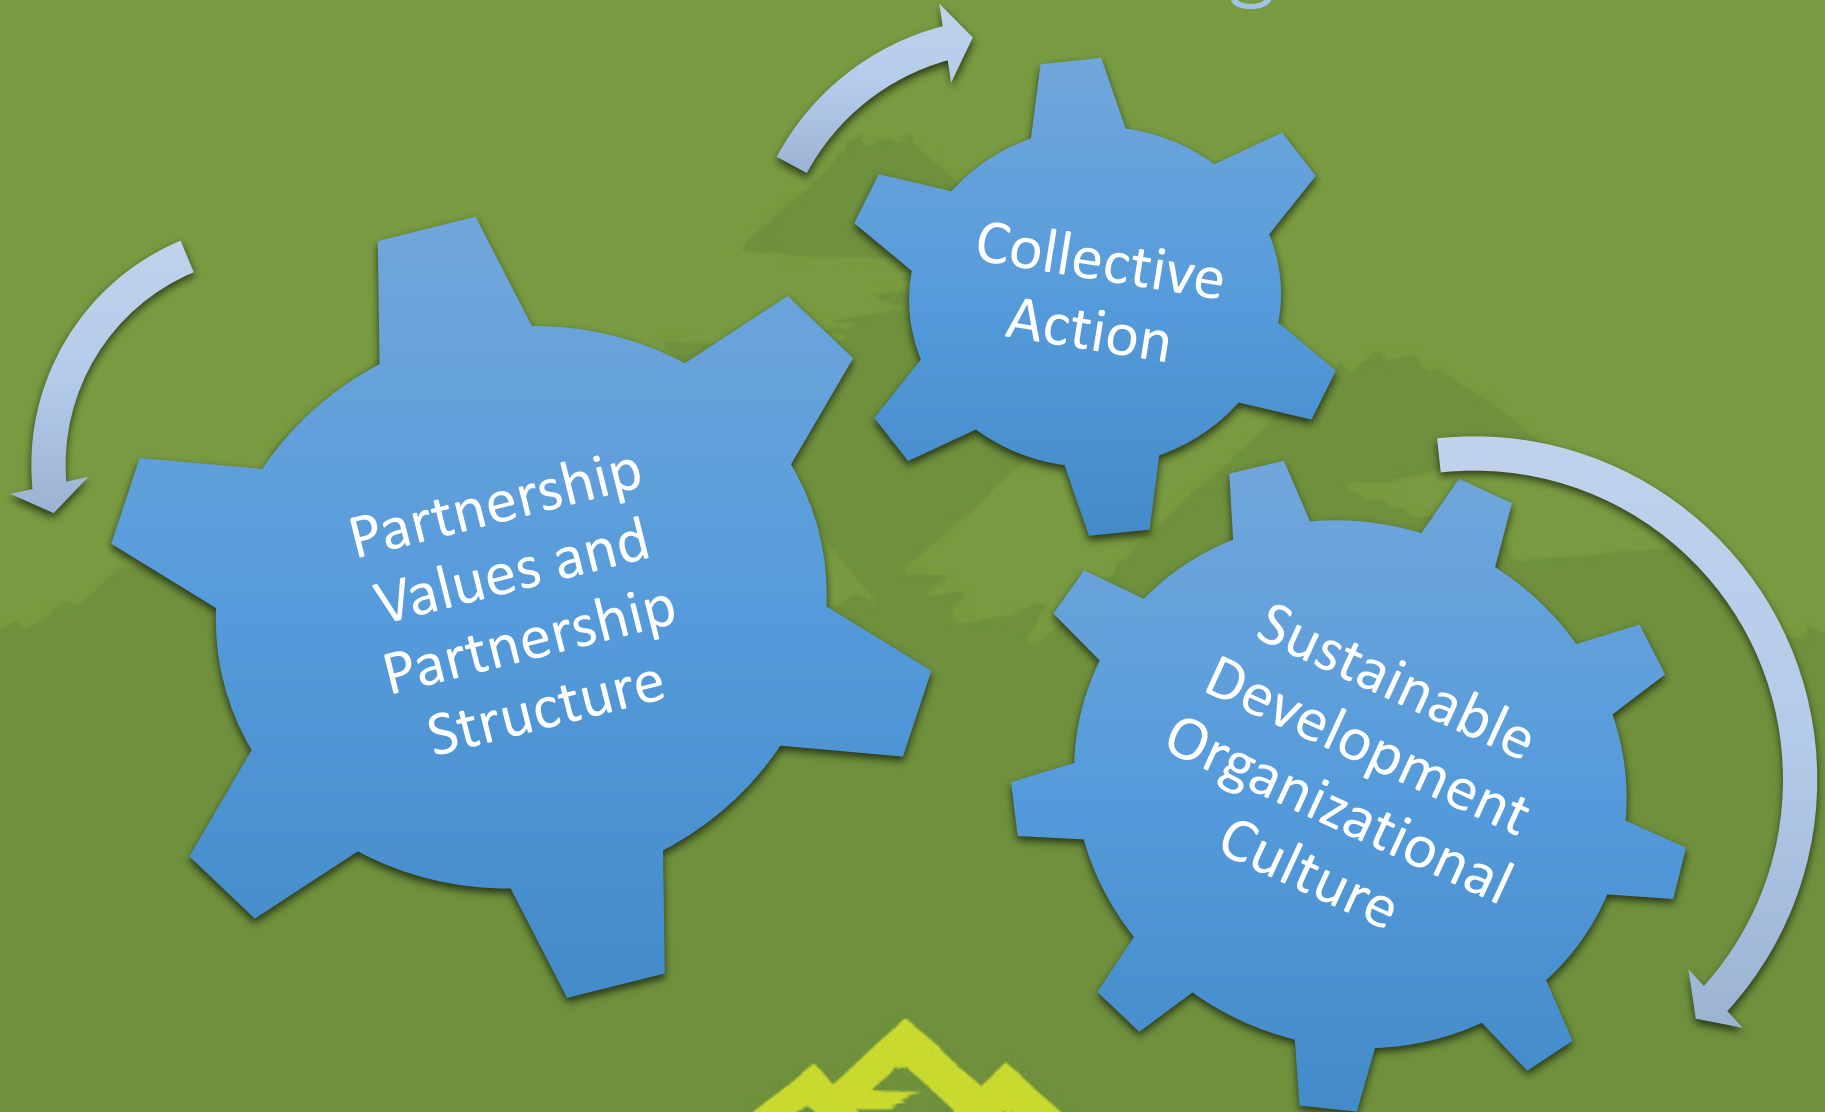 Collective
Action
Partnership
Values and
Partnership
Structure
Sustainable
Development
Organizational
Culture